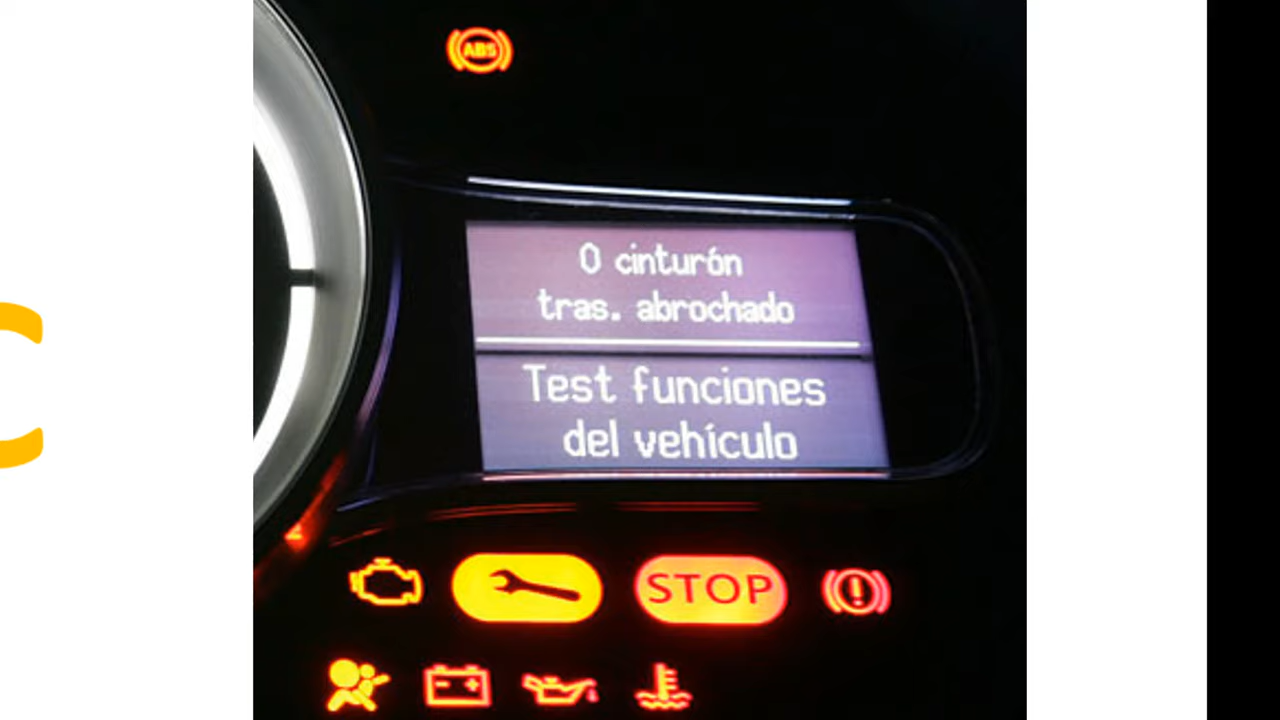 ABS
0 cinturón
tras. abrochado
Test funciones
del vehículo
STOP